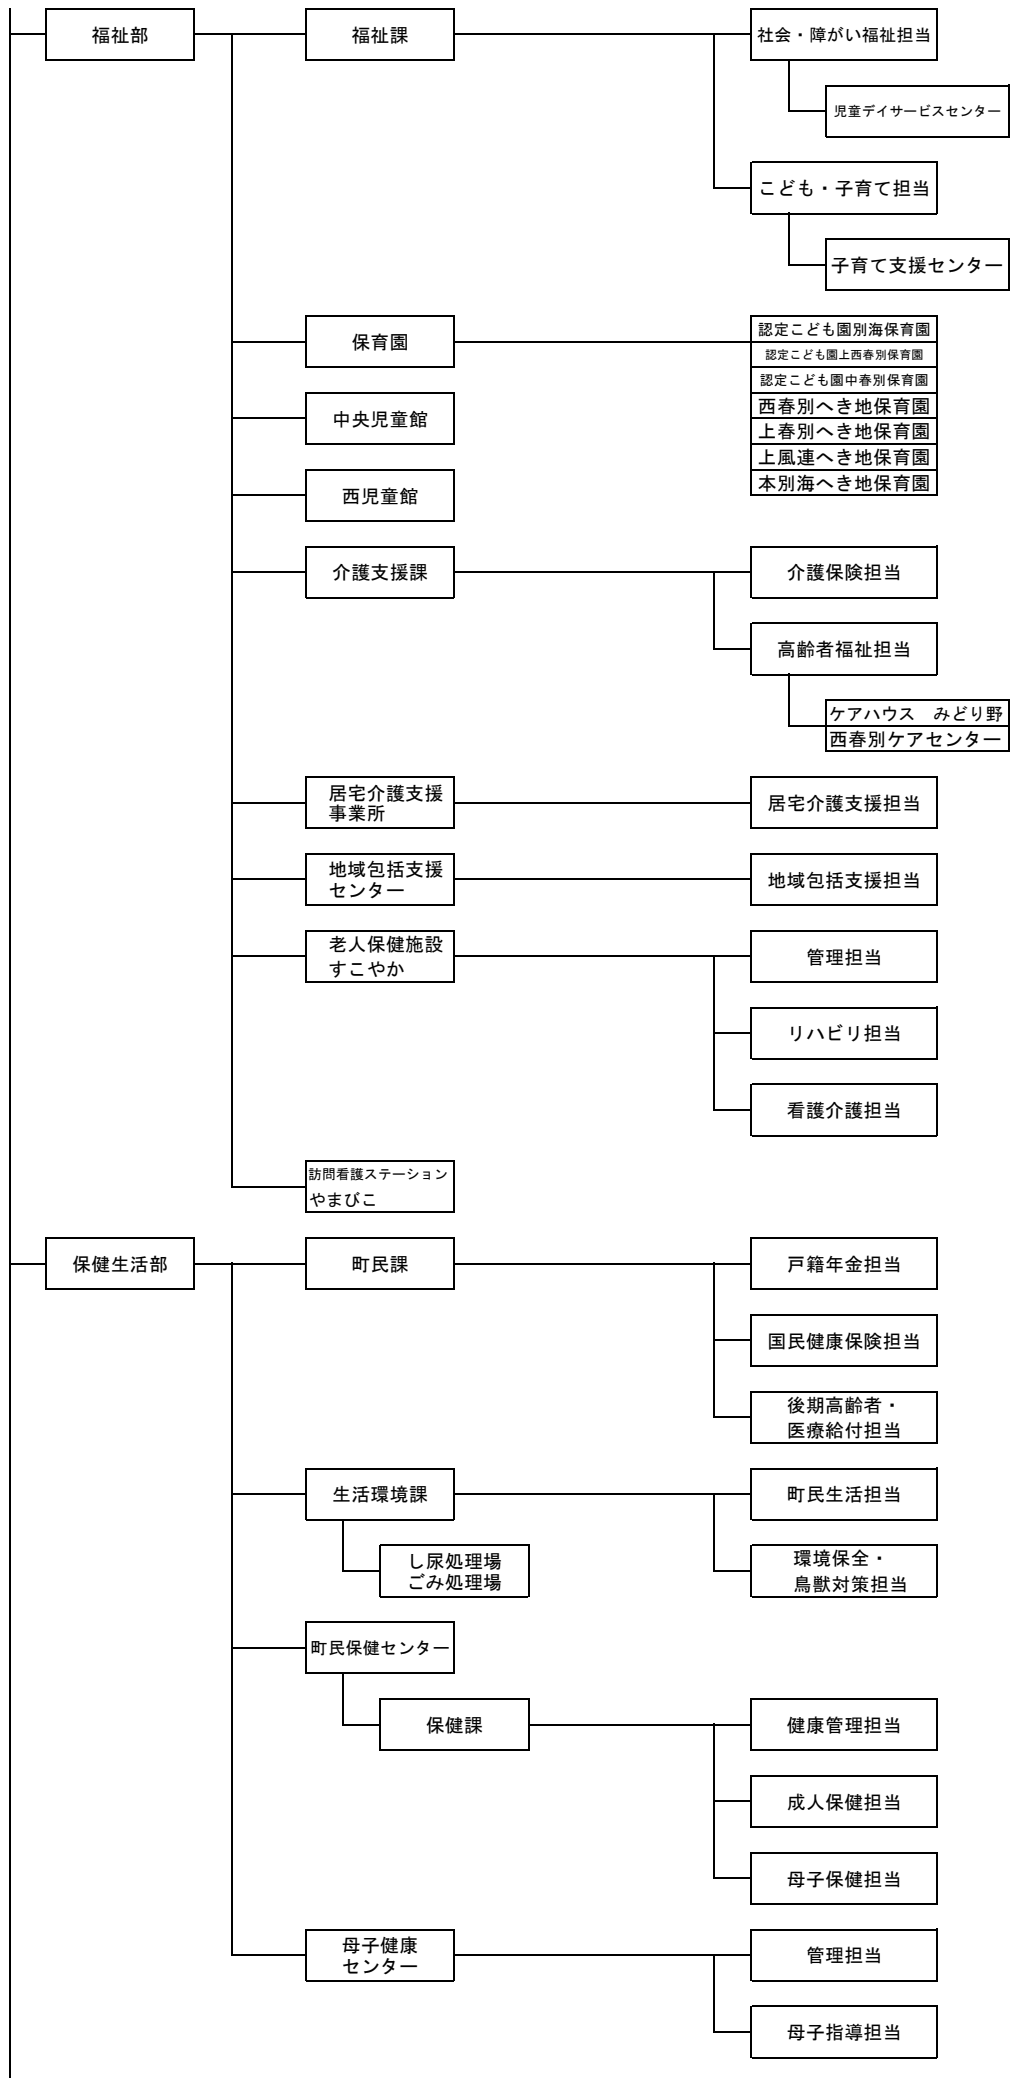 福祉部
福祉課
社会・障がい福祉担当
児童デイサービスセンター
こども・子育て担当
子育て支援センター
保育園
認定こども園別海保育園
認定こども園上西春別保育園
認定こども園中春別保育園
西春別へき地保育園
上春別へき地保育園
上風連へき地保育園
本別海へき地保育園
中央児童館
西児童館
介護支援課
介護保険担当
高齢者福祉担当
ケアハウス　みどり野
西春別ケアセンター
居宅介護支援
事業所
居宅介護支援担当
地域包括支援
センター
地域包括支援担当
老人保健施設
すこやか
管理担当
リハビリ担当
看護介護担当
訪問看護ステーション
やまびこ
保健生活部
町民課
戸籍年金担当
国民健康保険担当
後期高齢者・
医療給付担当
生活環境課
町民生活担当
し尿処理場
ごみ処理場
環境保全・
鳥獣対策担当
町民保健センター
保健課
健康管理担当
成人保健担当
母子保健担当
母子健康
センター
管理担当
母子指導担当